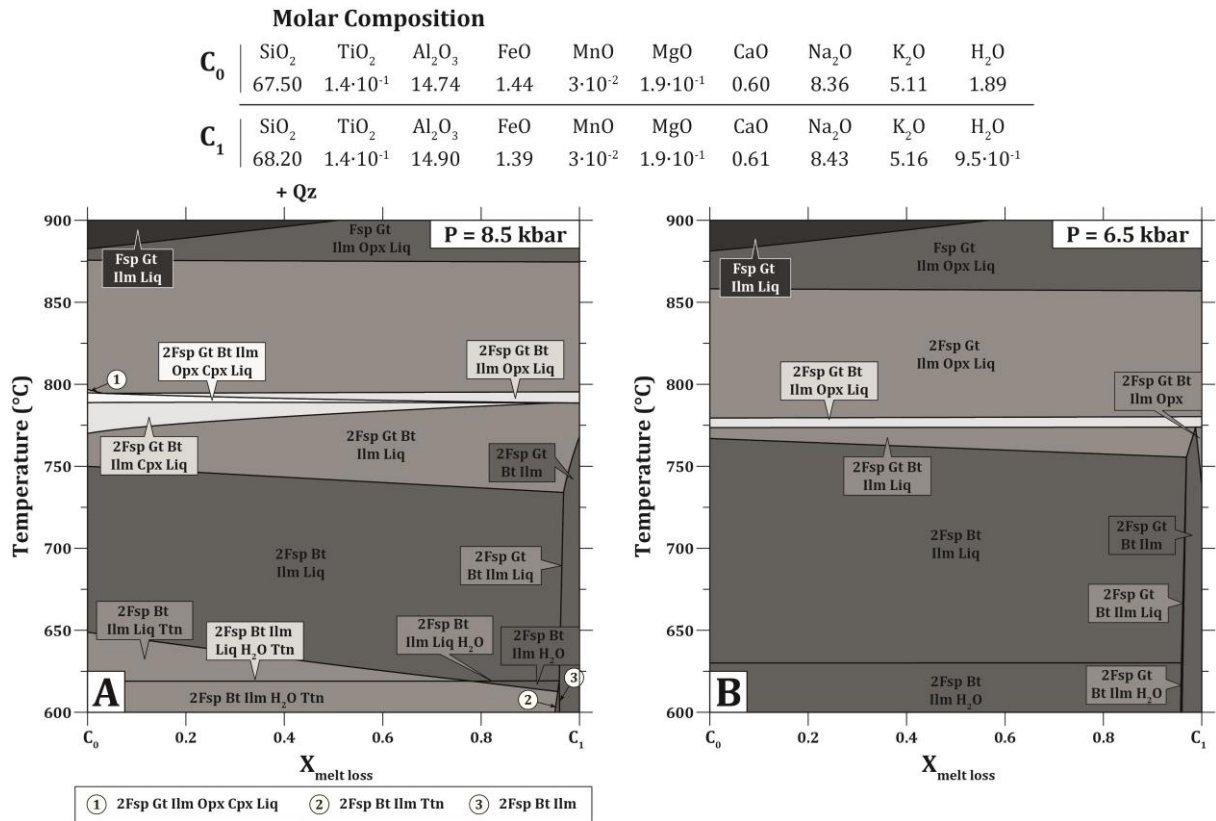 Molar Composition
C₀ SiO₂ TiO₂ Al₂O₃ FeO MnO MgO CaO Na₂O K₂O H₂O
67.50 1.4·10⁻¹ 14.74 1.44 3·10⁻² 1.9·10⁻¹ 0.60 8.36 5.11 1.89
C₁ SiO₂ TiO₂ Al₂O₃ FeO MnO MgO CaO Na₂O K₂O H₂O
68.20 1.4·10⁻¹ 14.90 1.39 3·10⁻² 1.9·10⁻¹ 0.61 8.43 5.16 9.5·10⁻¹
+ Qz
Temperature (°C)
900
850
800
750
700
650
600
P = 8.5 kbar
Fsp Gt
Ilm Opx Liq
Fsp Gt
Ilm Liq
1
2Fsp Gt Bt Ilm
Opx Cpx Liq
2Fsp Gt Bt
Ilm Opx Liq
2Fsp Gt Bt
Ilm Cpx Liq
2Fsp Gt Bt
Ilm Liq
2Fsp Gt
Bt Ilm
2Fsp Bt
Ilm Liq
2Fsp Gt
Bt Ilm Liq
2Fsp Bt
Ilm Liq Ttn
2Fsp Bt Ilm
Liq H₂O Ttn
2Fsp Bt
Ilm Liq H₂O
2Fsp Bt
Ilm H₂O
A
2Fsp Bt Ilm H₂O Ttn
2
3
C₀ 0.2 0.4 0.6 0.8 C₁
X melt loss
Temperature (°C)
900
850
800
750
700
650
600
P = 6.5 kbar
Fsp Gt
Ilm Opx Liq
Fsp Gt
Ilm Liq
2Fsp Gt
Ilm Opx Liq
2Fsp Gt Bt
Ilm Opx Liq
2Fsp Gt Bt
Ilm Opx
2Fsp Gt Bt
Ilm Liq
2Fsp Gt
Bt Ilm
2Fsp Bt
Ilm Liq
2Fsp Gt
Bt Ilm Liq
B
2Fsp Bt
Ilm H₂O
2Fsp Gt
Bt Ilm H₂O
C₀ 0.2 0.4 0.6 0.8 C₁
X melt loss
1 2Fsp Gt Ilm Opx Cpx Liq 2 2Fsp Bt Ilm Ttn 3 2Fsp Bt Ilm